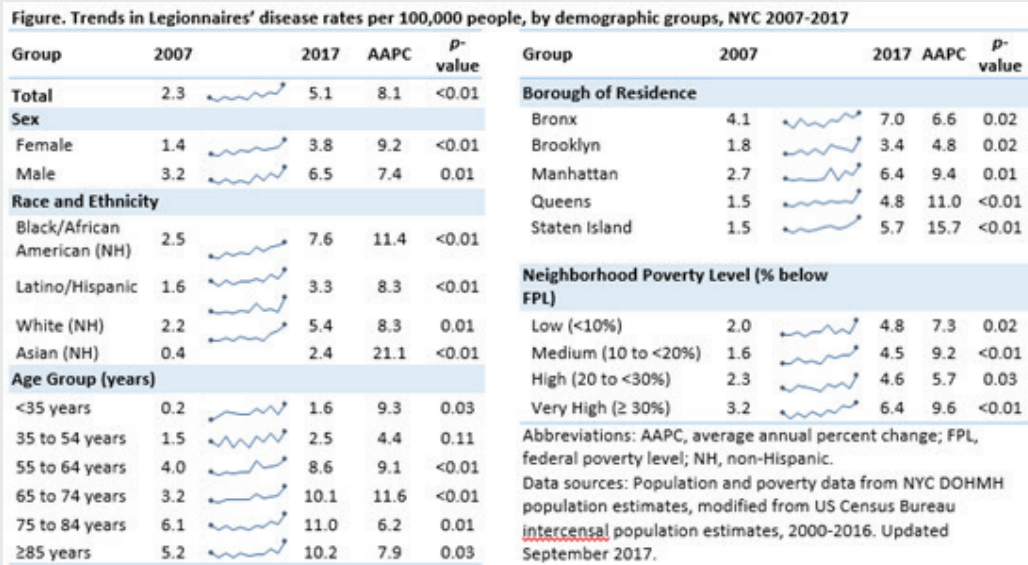 Figure. Trends in Legionnaires’ disease rates per 100,000 people, by demographic groups, NYC 2007-2017
Group 2007 2017 AAPC p-
value
Total 2.3 5.1 8.1 <0.01
Sex
Female 1.4 3.8 9.2 <0.01
Male 3.2 6.5 7.4 0.01
Race and Ethnicity
Black/African
American (NH) 2.5 7.6 11.4 <0.01
Latino/Hispanic 1.6 3.3 8.3 <0.01
White (NH) 2.2 5.4 8.3 0.01
Asian (NH) 0.4 2.4 21.1 <0.01
Age Group (years)
<35 years 0.2 1.6 9.3 0.03
35 to 54 years 1.5 2.5 4.4 0.11
55 to 64 years 4.0 8.6 9.1 <0.01
65 to 74 years 3.2 10.1 11.6 <0.01
75 to 84 years 6.1 11.0 6.2 0.01
≥85 years 5.2 10.2 7.9 0.03
Group 2007 2017 AAPC p-
value
Borough of Residence
Bronx 4.1 7.0 6.6 0.02
Brooklyn 1.8 3.4 4.8 0.02
Manhattan 2.7 6.4 9.4 0.01
Queens 1.5 4.8 11.0 <0.01
Staten Island 1.5 5.7 15.7 <0.01
Neighborhood Poverty Level (% below
FPL)
Low (<10%) 2.0 4.8 7.3 0.02
Medium (10 to <20%) 1.6 4.5 9.2 <0.01
High (20 to <30%) 2.3 4.6 5.7 0.03
Very High (≥ 30%) 3.2 6.4 9.6 <0.01
Abbreviations: AAPC, average annual percent change; FPL,
federal poverty level; NH, non-Hispanic.
Data sources: Population and poverty data from NYC DOHMH
population estimates, modified from US Census Bureau
intercensal population estimates, 2000-2016. Updated
September 2017.